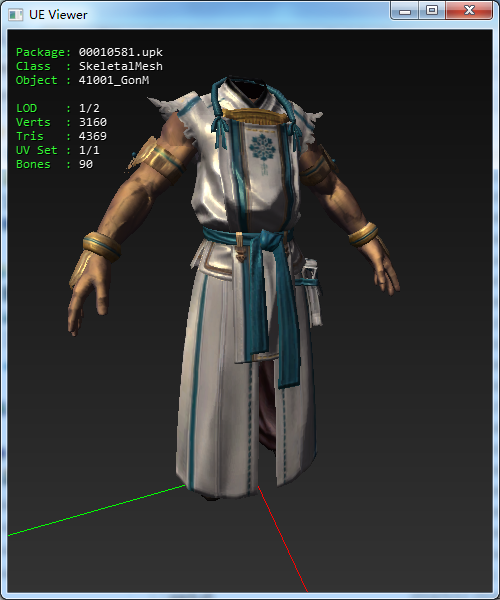 UE Viewer
Package: 00010581.upk
Class : SkeletalMesh
Object : 41001_GonM
LOD : 1/2
Verts : 3160
Tris : 4369
UV Set : 1/1
Bones : 90